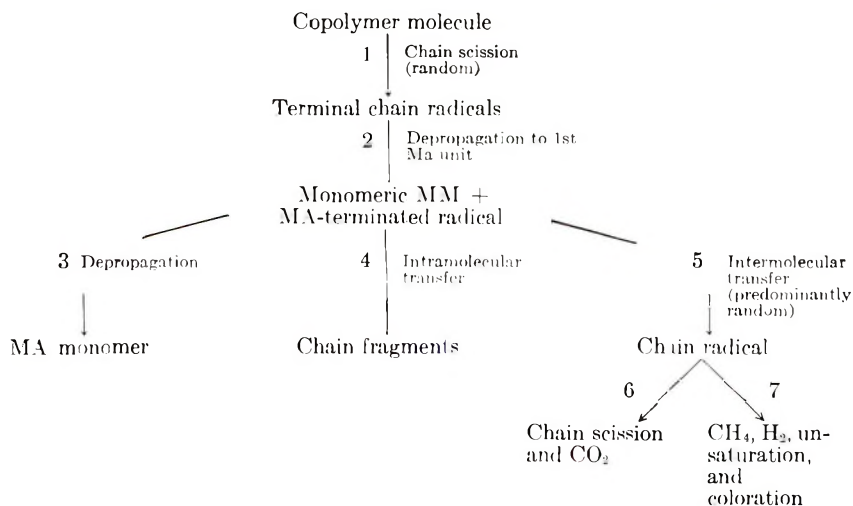 Copolymer molecule
1 Chain scission
(random)
Terminal chain radicals
2 Depropagation to 1st
Ma unit
Monomeric MM +
MA-terminated radical
3 Depropagation
4 Intramolecular
transfer
5 Intermolecular
transfer
(predominantly
random)
MA monomer
Chain fragments
Chain radical
6
7
Chain scission
and CO₂
CH₄, H₂, un-
saturation,
and
coloration